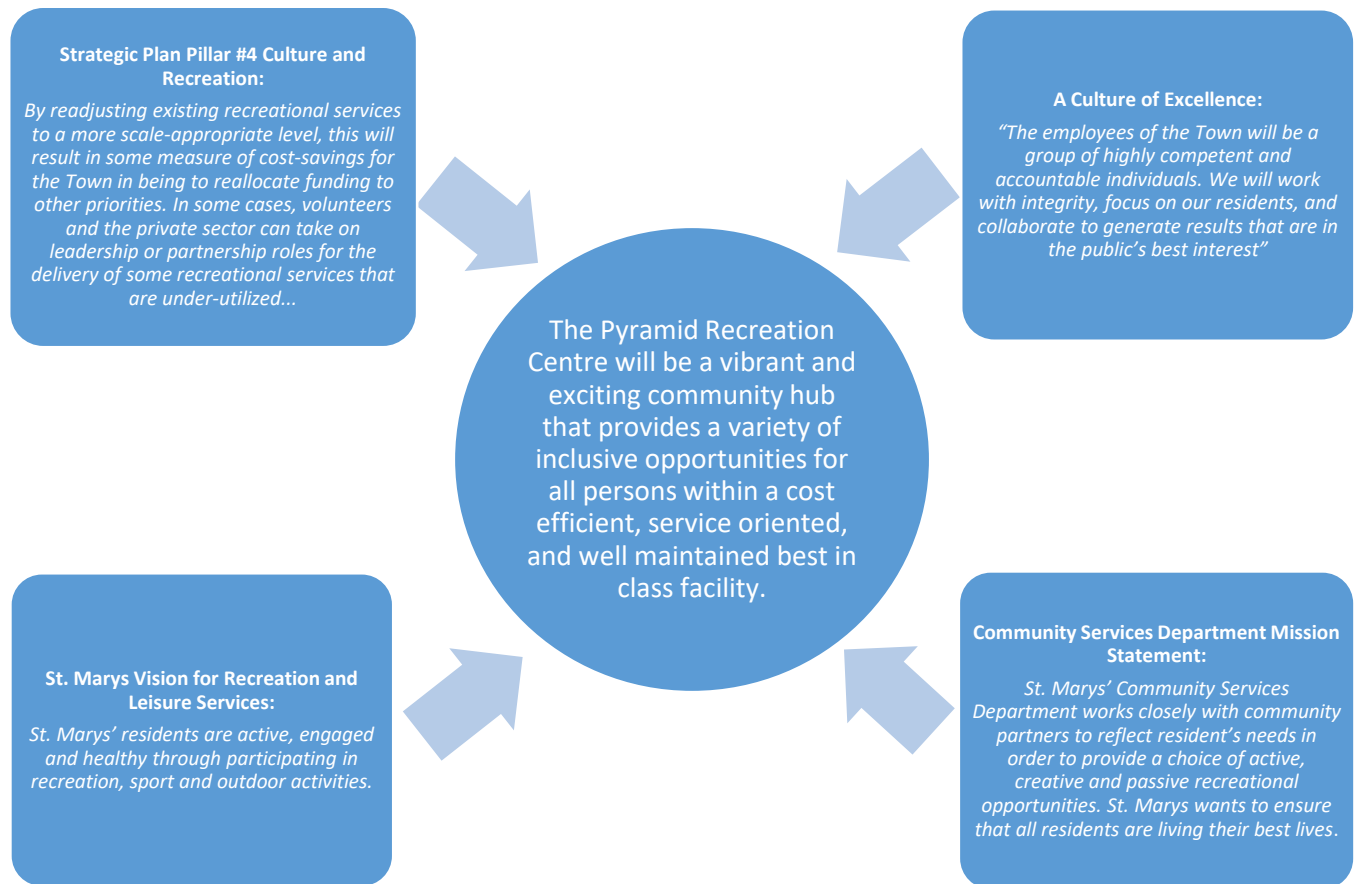 Strategic Plan Pillar #4 Culture and
Recreation:
By readjusting existing recreational services
to a more scale-appropriate level, this will
result in some measure of cost-savings for
the Town in being to reallocate funding to
other priorities. In some cases, volunteers
and the private sector can take on
leadership or partnership roles for the
delivery of some recreational services that
are under-utilized...
A Culture of Excellence:
“The employees of the Town will be a
group of highly competent and
accountable individuals. We will work
with integrity, focus on our residents, and
collaborate to generate results that are in
the public’s best interest”
The Pyramid Recreation
Centre will be a vibrant and
exciting community hub
that provides a variety of
inclusive opportunities for
all persons within a cost
efficient, service oriented,
and well maintained best in
class facility.
St. Marys Vision for Recreation and
Leisure Services:
St. Marys’ residents are active, engaged
and healthy through participating in
recreation, sport and outdoor activities.
Community Services Department Mission
Statement:
St. Marys’ Community Services
Department works closely with community
partners to reflect resident’s needs in
order to provide a choice of active,
creative and passive recreational
opportunities. St. Marys wants to ensure
that all residents are living their best lives.